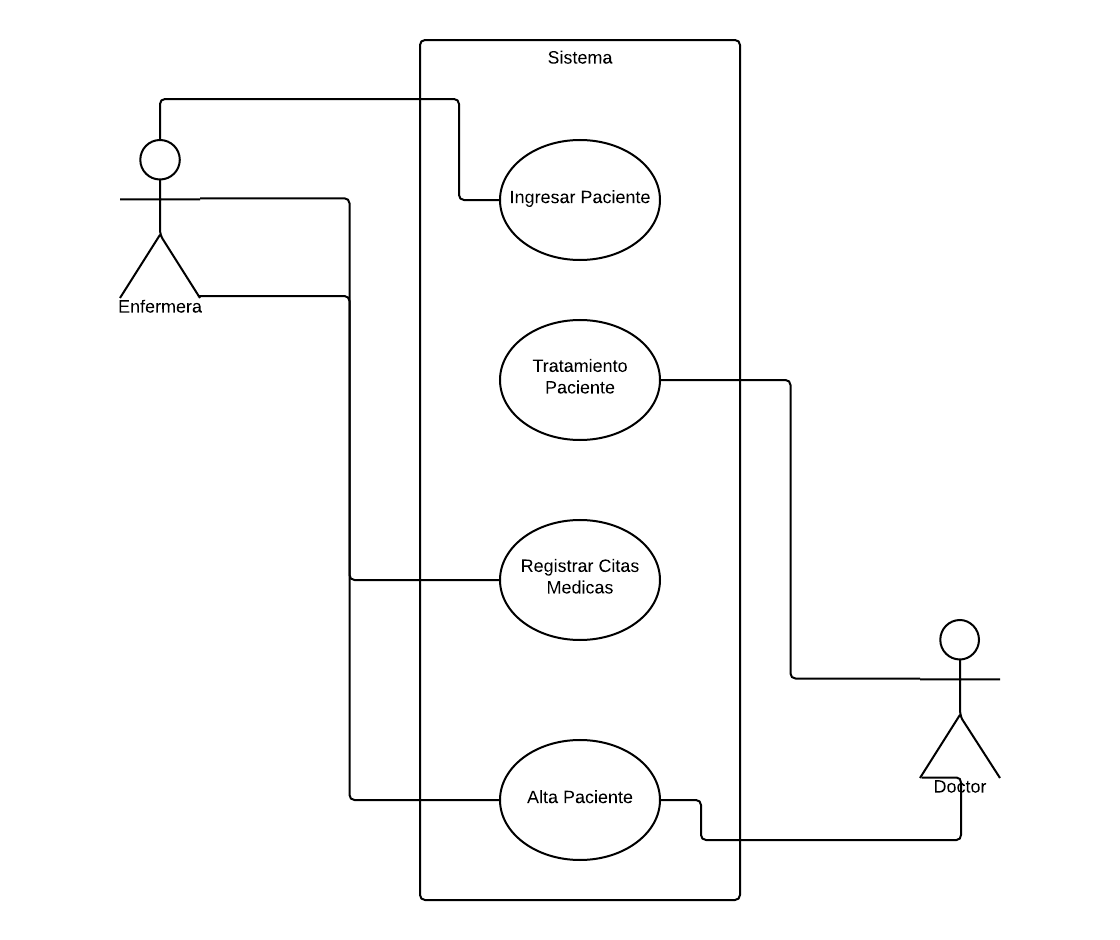 Sistema
Ingresar Paciente
Enfermera
Tratamiento
Paciente
Registrar Citas
Medicas
Doctor
Alta Paciente